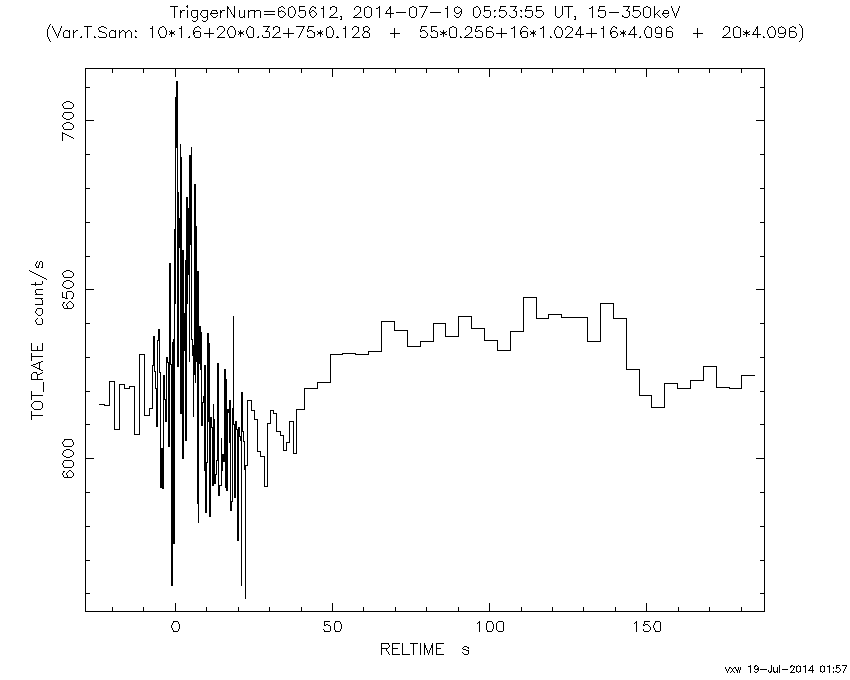 TriggerNum=605612, 2014-07-19 05:53:55 UT, 15-350keV
(Var.T.Sam: 10*1.6+20*0.32+75*0.128 + 55*0.256+16*1.024+16*4.096 + 20*4.096)
7000
6500
6000
TOT_RATE count/s
0 50 100 150
RELTIME s
vxw 19-Jul-2014 01:57